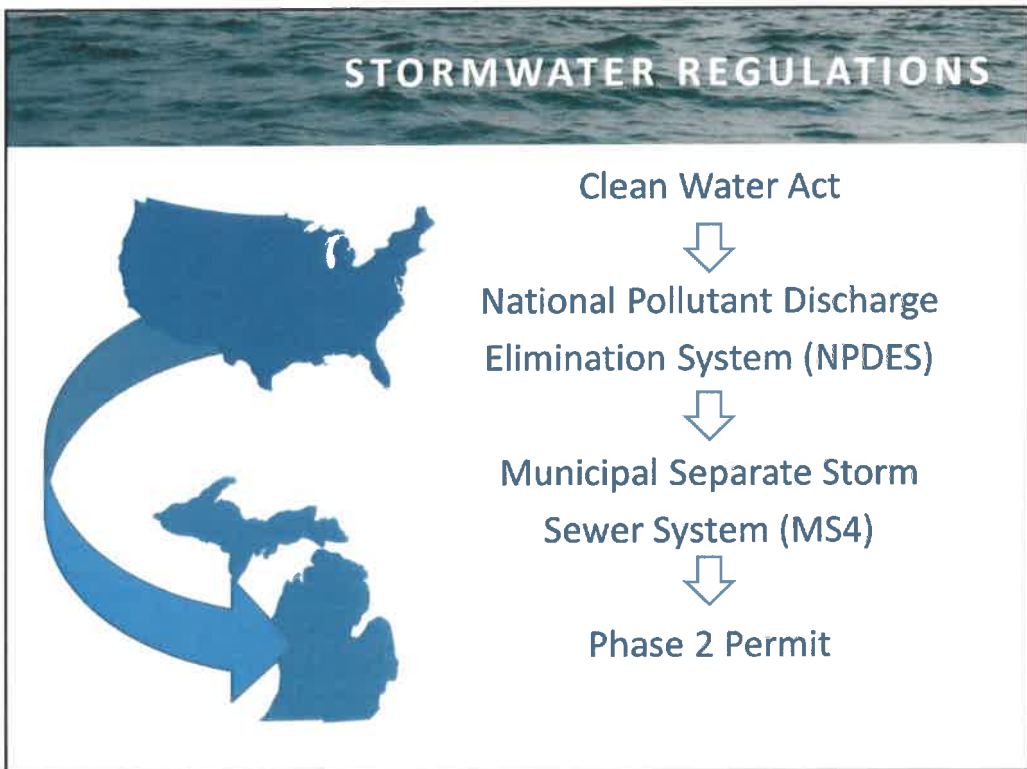 STORMWATER REGULATIONS
Clean Water Act
National Pollutant Discharge
Elimination System (NPDES)
Municipal Separate Storm
Sewer System (MS4)
Phase 2 Permit